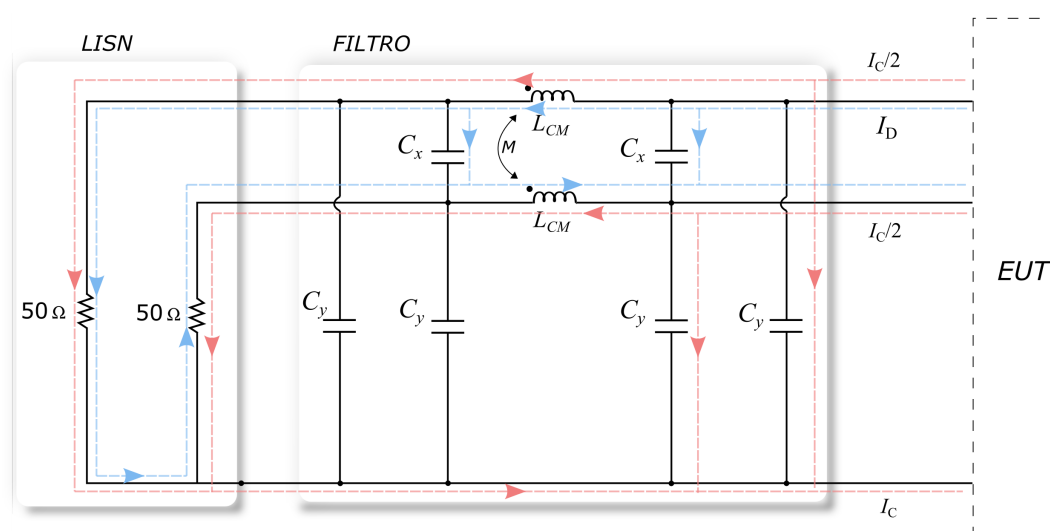 LISN
FILTRO
I_C/2
I_D
L_CM
C_x
M
C_x
L_CM
I_C/2
EUT
50 Ω
50 Ω
C_y
C_y
C_y
C_y
I_C